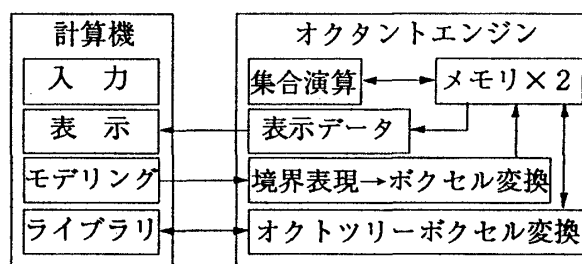 計算機
入力
表示
モデリング
ライブラリ
オクタントエンジン
集合演算
メモリ×2
表示データ
境界表現→ボクセル変換
オクトツリーボクセル変換